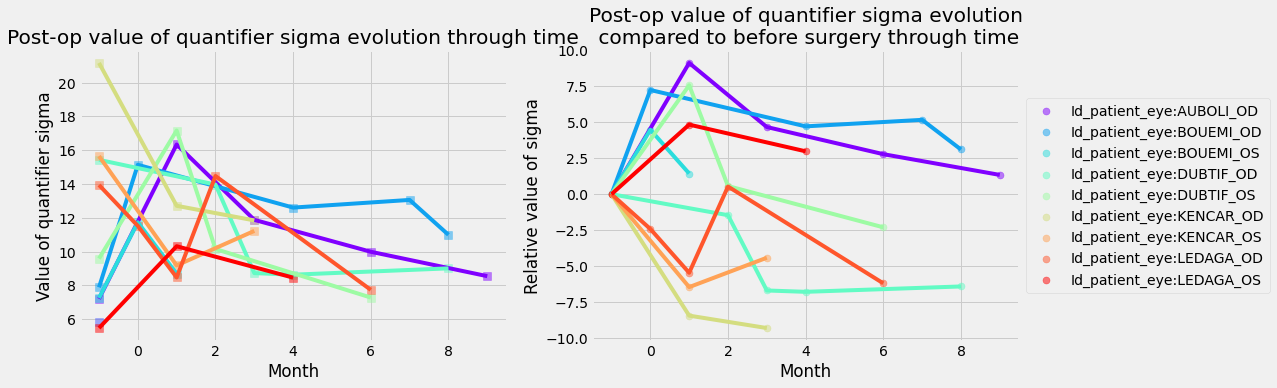 Post-op value of quantifier sigma evolution through time
Value of quantifier sigma
20
18
16
14
12
10
8
6
0
2
4
6
8
Month
Post-op value of quantifier sigma evolution
compared to before surgery through time
Relative value of sigma
10.0
7.5
5.0
2.5
0.0
−2.5
−5.0
−7.5
−10.0
0
2
4
6
8
Month
Id_patient_eye:AUBOLI_OD
Id_patient_eye:BOUEMI_OD
Id_patient_eye:BOUEMI_OS
Id_patient_eye:DUBTIF_OD
Id_patient_eye:DUBTIF_OS
Id_patient_eye:KENCAR_OD
Id_patient_eye:KENCAR_OS
Id_patient_eye:LEDAGA_OD
Id_patient_eye:LEDAGA_OS